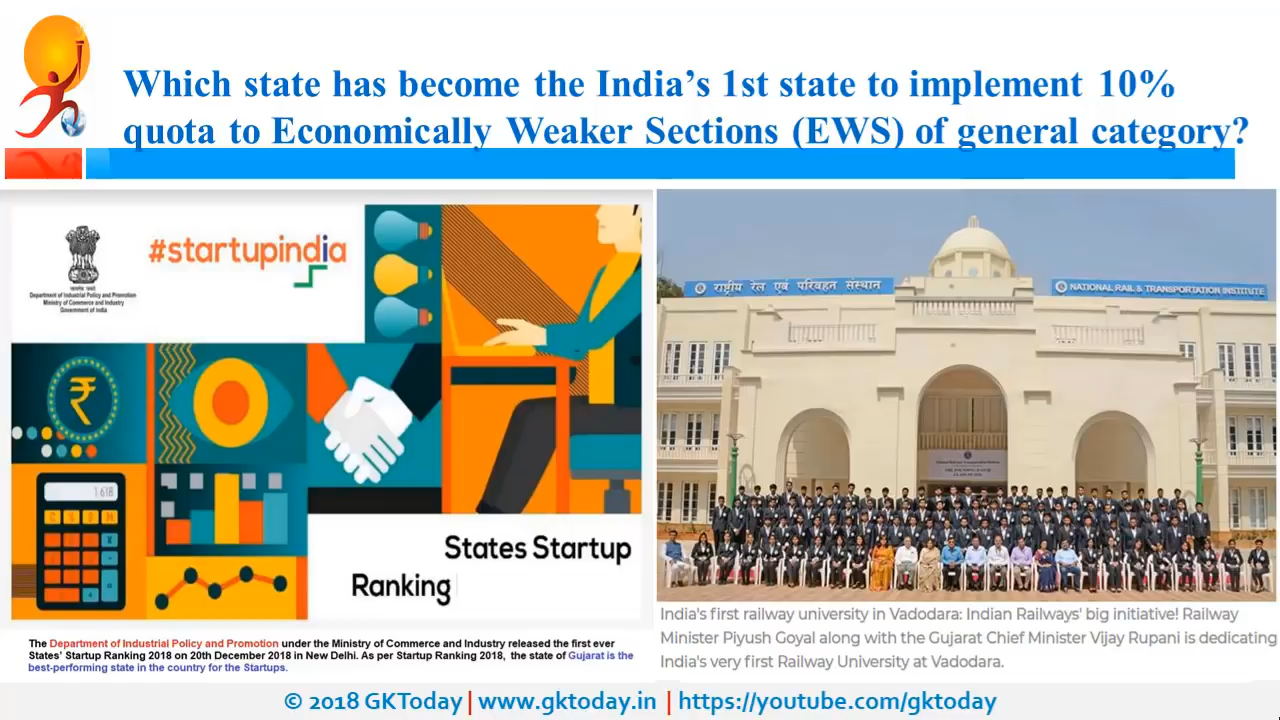 Which state has become the India's 1st state to implement 10%
quota to Economically Weaker Sections (EWS) of general category?
#startupindia
Department of Industrial Policy and Promotion
Ministry of Commerce and Industry
Government of India
₹
1618
States Startup
Ranking
The Department of Industrial Policy and Promotion under the Ministry of Commerce and Industry released the first ever
States' Startup Ranking 2018 on 20th December 2018 in New Delhi. As per Startup Ranking 2018, the state of Gujarat is the
best-performing state in the country for the Startups.
राष्ट्रीय रेल एवं परिवहन संस्थान
NATIONAL RAIL & TRANSPORTATION INSTITUTE
India's first railway university in Vadodara: Indian Railways' big initiative! Railway
Minister Piyush Goyal along with the Gujarat Chief Minister Vijay Rupani is dedicating
India's very first Railway University at Vadodara.
© 2018 GKToday | www.gktoday.in | https://youtube.com/gktoday